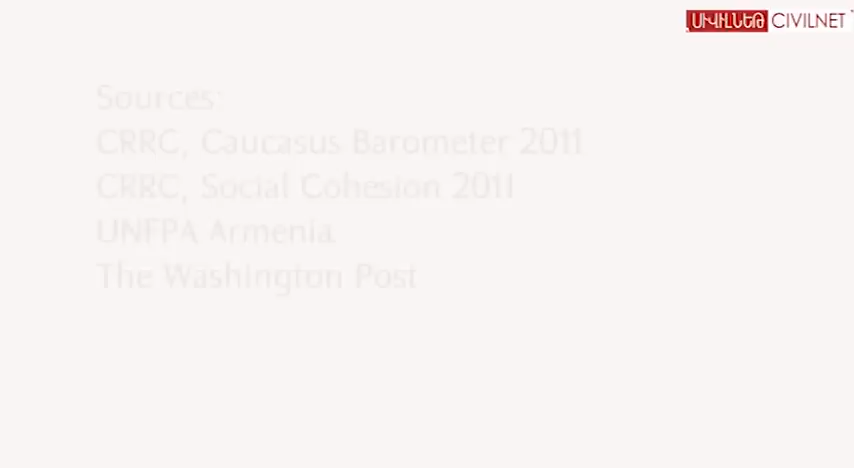 ՍԻՎԻԼՆԵԹ CIVILNET
Sources:
CRRC, Caucasus Barometer 2011
CRRC, Social Cohesion 2011
UNFPA Armenia
The Washington Post